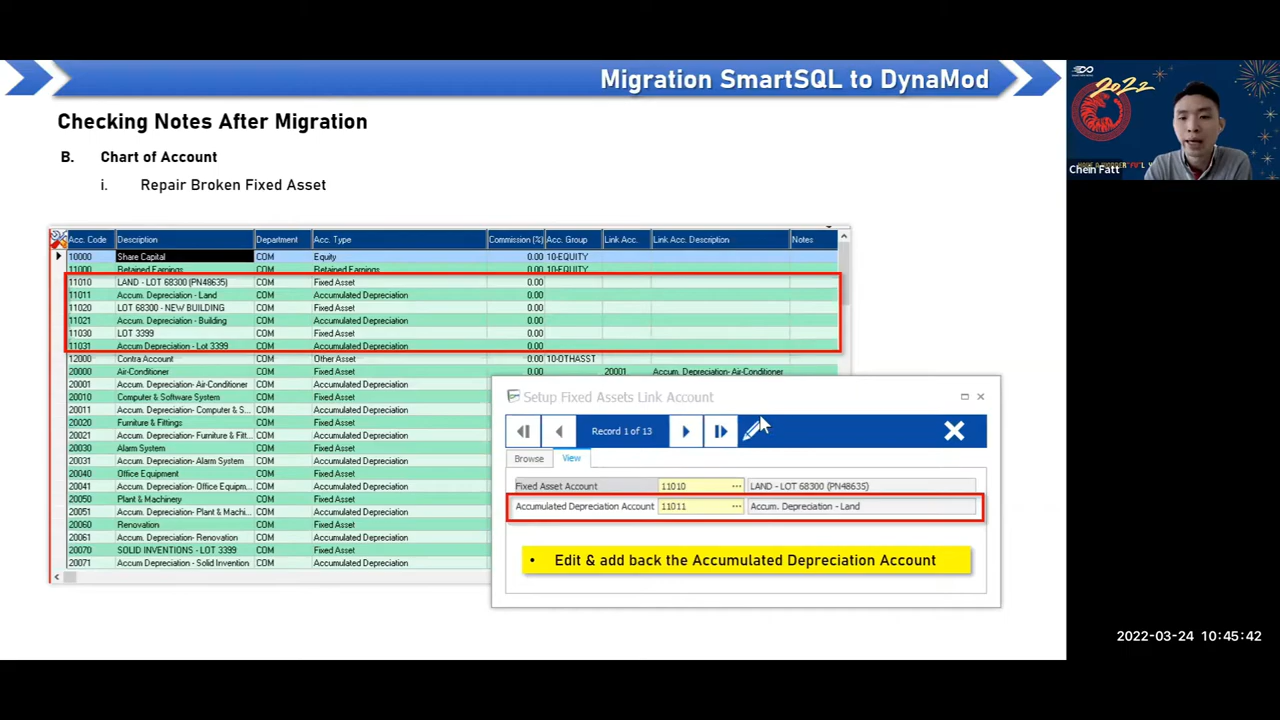 Migration SmartSQL to DynaMod
Checking Notes After Migration
B. Chart of Account
i. Repair Broken Fixed Asset
Acc. Code Description Department Acc. Type Commission (%) Acc. Group Link Acc. Link Acc. Description Notes
10000 Share Capital COM Equity 0.00 10-EQUITY
11000 Retained Earnings COM Retained Earnings 0.00 10-EQUITY
11010 LAND - LOT 68300 (PN48635) COM Fixed Asset 0.00
11011 Accum. Depreciation - Land COM Accumulated Depreciation 0.00
11020 LOT 68300 - NEW BUILDING COM Fixed Asset 0.00
11021 Accum. Depreciation - Building COM Accumulated Depreciation 0.00
11030 LOT 3399 COM Fixed Asset 0.00
11031 Accum Depreciation - Lot 3399 COM Accumulated Depreciation 0.00
12000 Contra Account COM Other Asset 0.00 10-OTHASST
20000 Air-Conditioner COM Fixed Asset 0.00 20001 Accum. Depreciation- Air-Conditioner
20001 Accum. Depreciation- Air-Conditioner COM Accumulated Depreciation
20010 Computer & Software System COM Fixed Asset
20011 Accum. Depreciation- Computer & S... COM Accumulated Depreciation
20020 Furniture & Fittings COM Fixed Asset
20021 Accum. Depreciation- Furniture & Fitt... COM Accumulated Depreciation
20030 Alarm System COM Fixed Asset
20031 Accum. Depreciation- Alarm System COM Accumulated Depreciation
20040 Office Equipment COM Fixed Asset
20041 Accum. Depreciation- Office Equipm... COM Accumulated Depreciation
20050 Plant & Machinery COM Fixed Asset
20051 Accum. Depreciation- Plant & Machi... COM Accumulated Depreciation
20060 Renovation COM Fixed Asset
20061 Accum. Depreciation- Renovation COM Accumulated Depreciation
20070 SOLID INVENTIONS - LOT 3399 COM Fixed Asset
20071 Accum Depreciation - Solid Invention COM Accumulated Depreciation
Setup Fixed Assets Link Account
Record 1 of 13
Browse View
Fixed Asset Account 11010 LAND - LOT 68300 (PN48635)
Accumulated Depreciation Account 11011 Accum. Depreciation - Land
• Edit & add back the Accumulated Depreciation Account
2022
Chein Fatt
2022-03-24 10:45:42